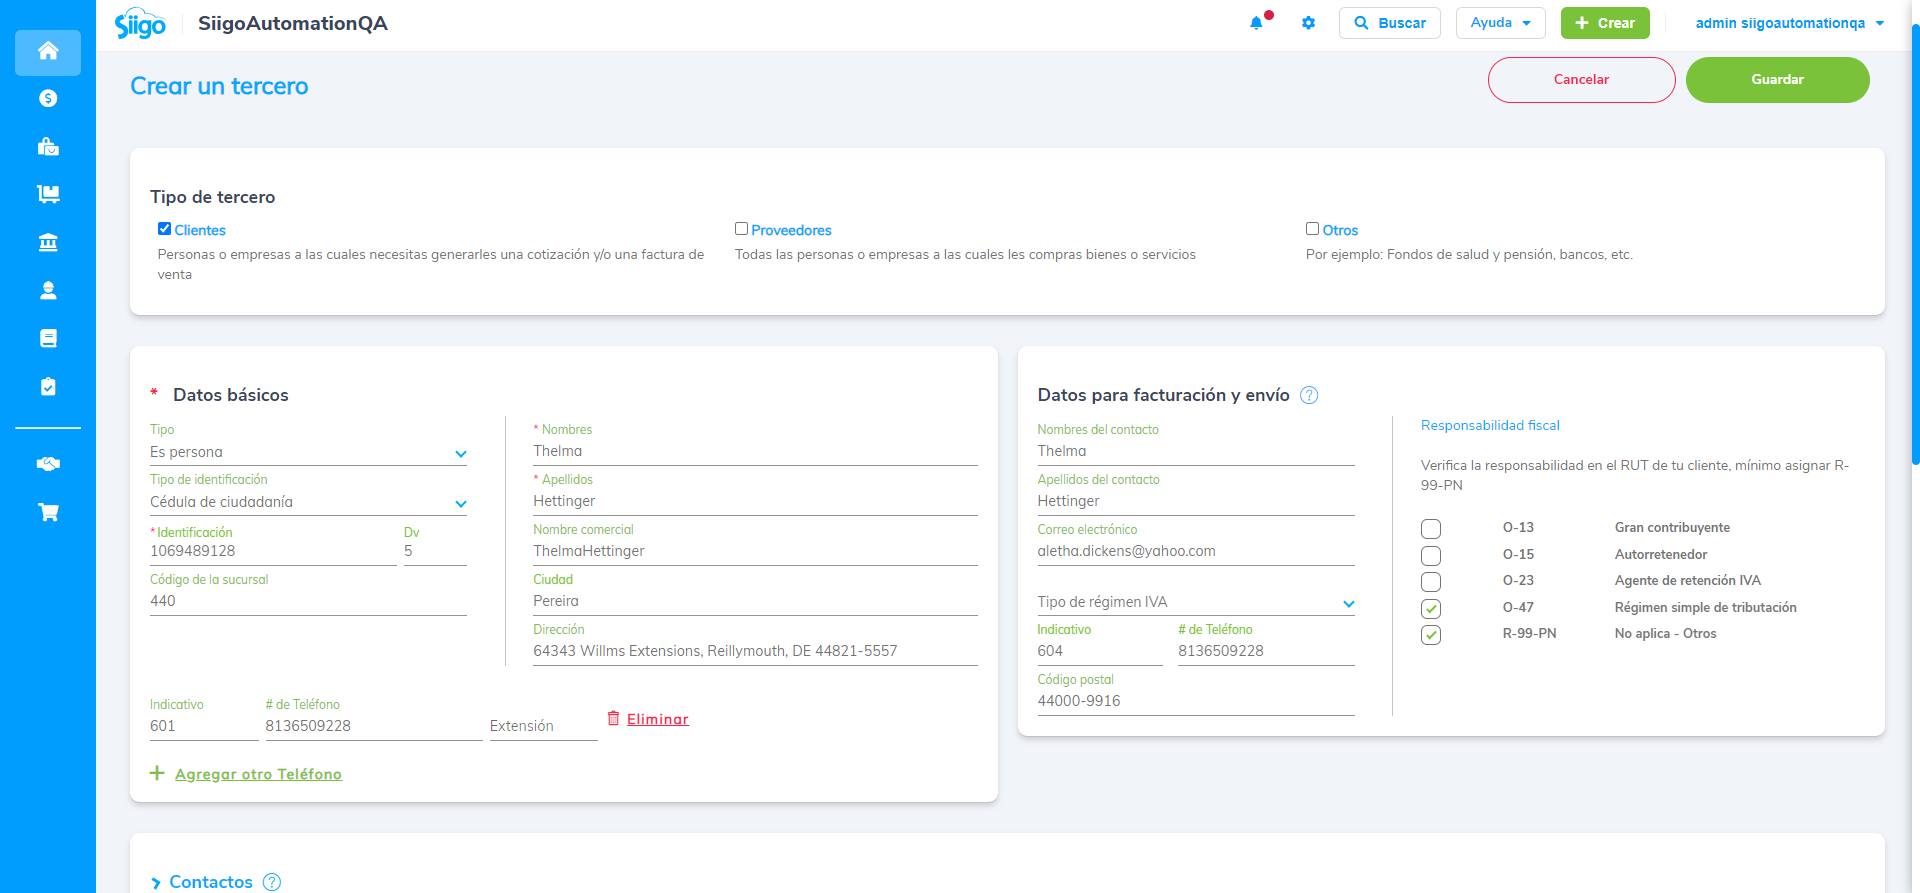 Siigo
SiigoAutomationQA
Buscar
Ayuda
Crear
admin siigoautomationqa
Crear un tercero
Cancelar
Guardar
Tipo de tercero
Clientes
Personas o empresas a las cuales necesitas generarles una cotización y/o una factura de
venta
Proveedores
Todas las personas o empresas a las cuales les compras bienes o servicios
Otros
Por ejemplo: Fondos de salud y pensión, bancos, etc.
* Datos básicos
Tipo
Es persona
Tipo de identificación
Cédula de ciudadanía
* Identificación
1069489128
Dv
5
Código de la sucursal
440
* Nombres
Thelma
* Apellidos
Hettinger
Nombre comercial
ThelmaHettinger
Ciudad
Pereira
Dirección
64343 Willms Extensions, Reillymouth, DE 44821-5557
Indicativo
601
# de Teléfono
8136509228
Extensión
Eliminar
Agregar otro Teléfono
Datos para facturación y envío ?
Nombres del contacto
Thelma
Apellidos del contacto
Hettinger
Correo electrónico
aletha.dickens@yahoo.com
Tipo de régimen IVA
Indicativo
604
# de Teléfono
8136509228
Código postal
44000-9916
Responsabilidad fiscal
Verifica la responsabilidad en el RUT de tu cliente, mínimo asignar R-
99-PN
O-13 Gran contribuyente
O-15 Autorretenedor
O-23 Agente de retención IVA
O-47 Régimen simple de tributación
R-99-PN No aplica - Otros
Contactos ?